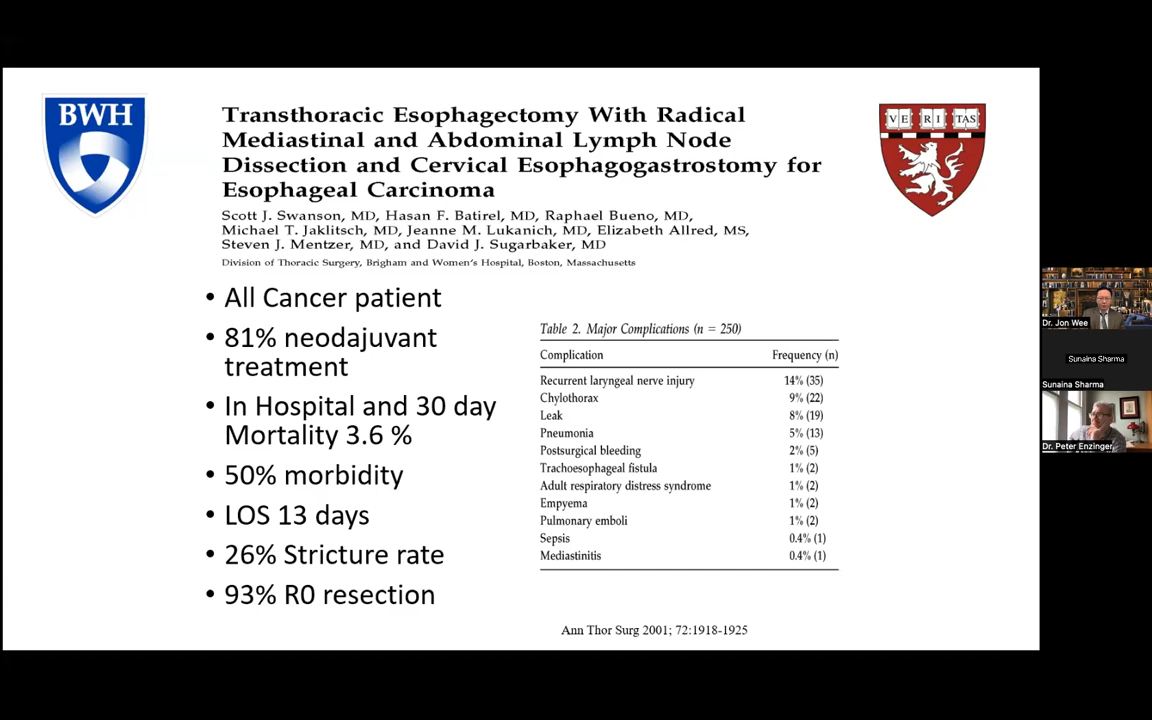 BWH
VE RI TAS
Transthoracic Esophagectomy With Radical
Mediastinal and Abdominal Lymph Node
Dissection and Cervical Esophagogastrostomy for
Esophageal Carcinoma
Scott J. Swanson, MD, Hasan F. Batirel, MD, Raphael Bueno, MD,
Michael T. Jaklitsch, MD, Jeanne M. Lukanich, MD, Elizabeth Allred, MS,
Steven J. Mentzer, MD, and David J. Sugarbaker, MD
Division of Thoracic Surgery, Brigham and Women's Hospital, Boston, Massachusetts
• All Cancer patient
• 81% neodajuvant
treatment
• In Hospital and 30 day
Mortality 3.6 %
• 50% morbidity
• LOS 13 days
• 26% Stricture rate
• 93% R0 resection
Table 2. Major Complications (n = 250)
Complication Frequency (n)
Recurrent laryngeal nerve injury 14% (35)
Chylothorax 9% (22)
Leak 8% (19)
Pneumonia 5% (13)
Postsurgical bleeding 2% (5)
Trachoesophageal fistula 1% (2)
Adult respiratory distress syndrome 1% (2)
Empyema 1% (2)
Pulmonary emboli 1% (2)
Sepsis 0.4% (1)
Mediastinitis 0.4% (1)
Ann Thor Surg 2001; 72:1918-1925
Dr. Jon Wee
Sunaina Sharma
Sunaina Sharma
Dr. Peter Enzinger